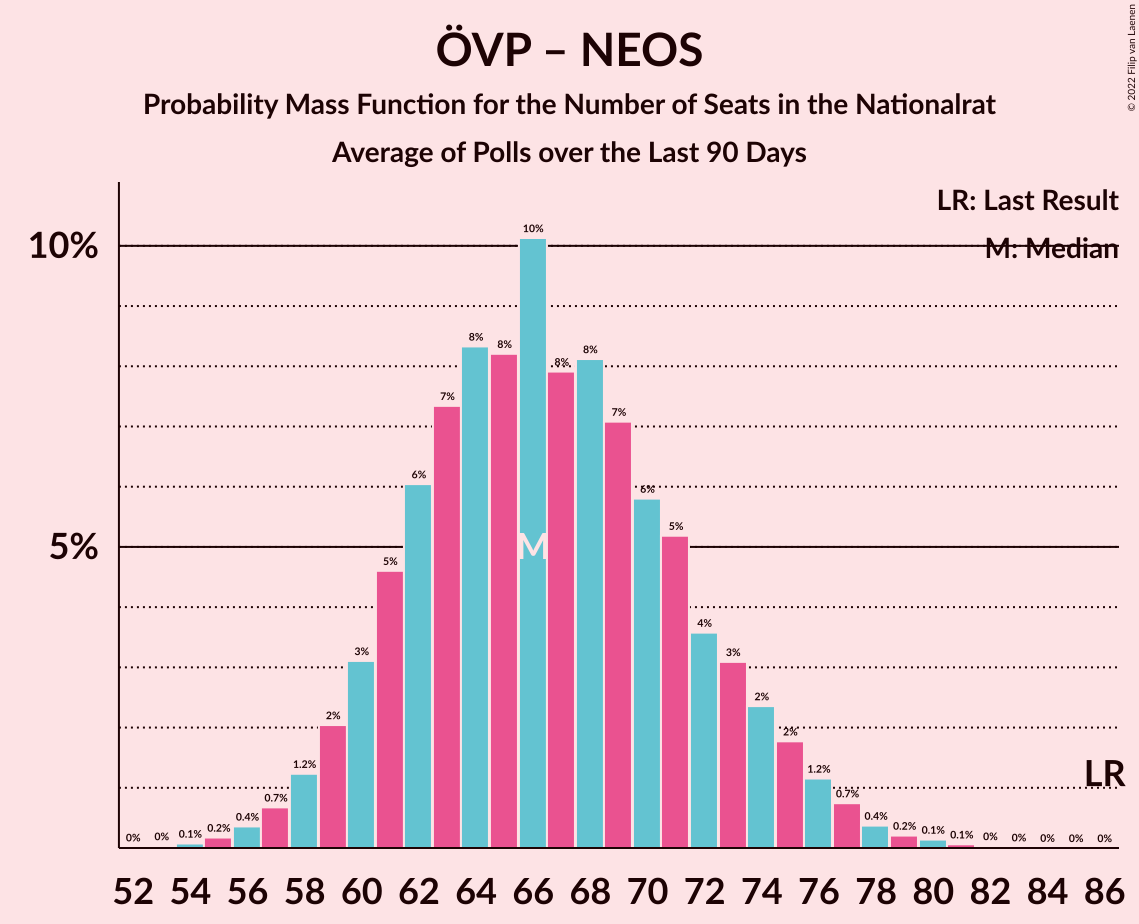 ÖVP – NEOS
Probability Mass Function for the Number of Seats in the Nationalrat
Average of Polls over the Last 90 Days
© 2022 Filip van Laenen
LR: Last Result
M: Median
10%
5%
0% 0% 0.1% 0.2% 0.4% 0.7% 1.2% 2% 3% 5% 6% 7% 8% 8% 10% 8% 8% 7% 6% 5% 4% 3% 2% 2% 1.2% 0.7% 0.4% 0.2% 0.1% 0.1% 0% 0% 0% 0% 0%
M
LR
52 54 56 58 60 62 64 66 68 70 72 74 76 78 80 82 84 86